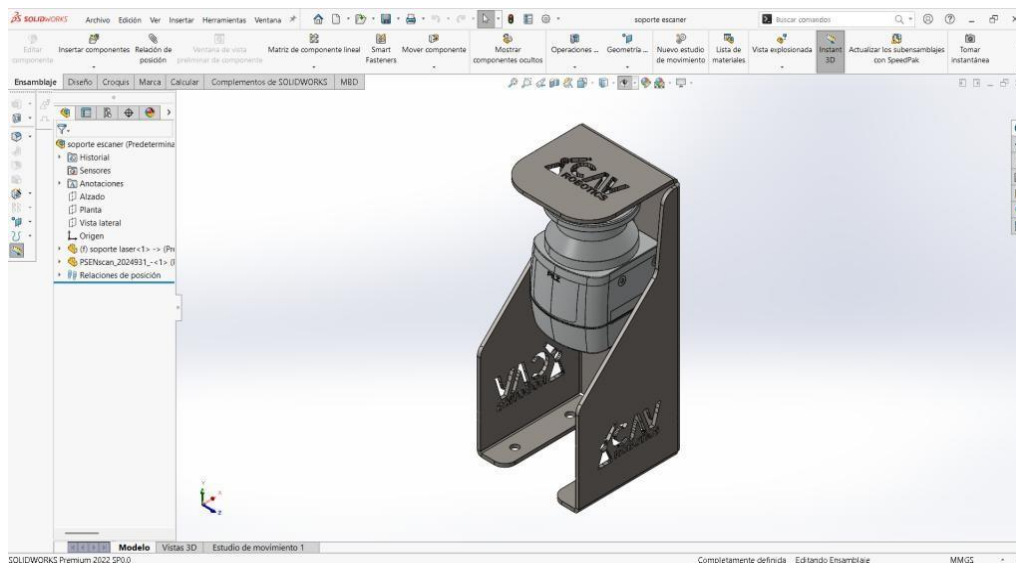 SOLIDWORKS Archivo Edición Ver Insertar Herramientas Ventana soporte escaner Buscar comandos
Editar componente
Insertar componentes
Relación de posición
Ventana de vista preliminar de componente
Matriz de componente lineal
Smart Fasteners
Mover componente
Mostrar componentes ocultos
Operaciones ...
Geometría ...
Nuevo estudio de movimiento
Lista de materiales
Vista explosionada
Instant 3D
Actualizar los subensamblajes con SpeedPak
Tomar instantánea
Ensamblaje Diseño Croquis Marca Calcular Complementos de SOLIDWORKS MBD
soporte escaner (Predetermina
Historial
Sensores
Anotaciones
Alzado
Planta
Vista lateral
Origen
(f) soporte laser<1> -> (Pre
PSENscan_2024931_-<1> (
Relaciones de posición
CAV
ROBOTICS
CAV
ROBOTICS
Modelo Vistas 3D Estudio de movimiento 1
SOLIDWORKS Premium 2022 SP0.0 Completamente definida Editando Ensamblaje MMGS